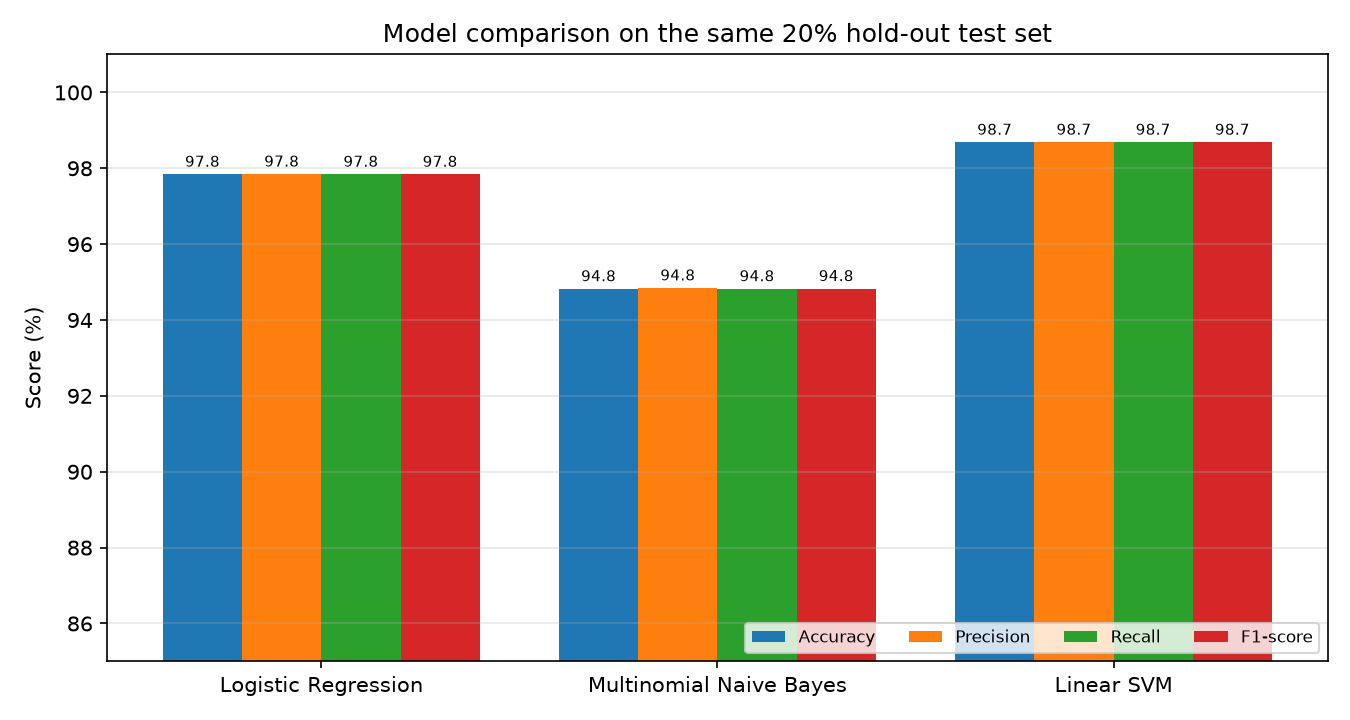 Model comparison on the same 20% hold-out test set
Score (%)
100
98
96
94
92
90
88
86
97.8 97.8 97.8 97.8
94.8 94.8 94.8 94.8
98.7 98.7 98.7 98.7
Accuracy Precision Recall F1-score
Logistic Regression Multinomial Naive Bayes Linear SVM